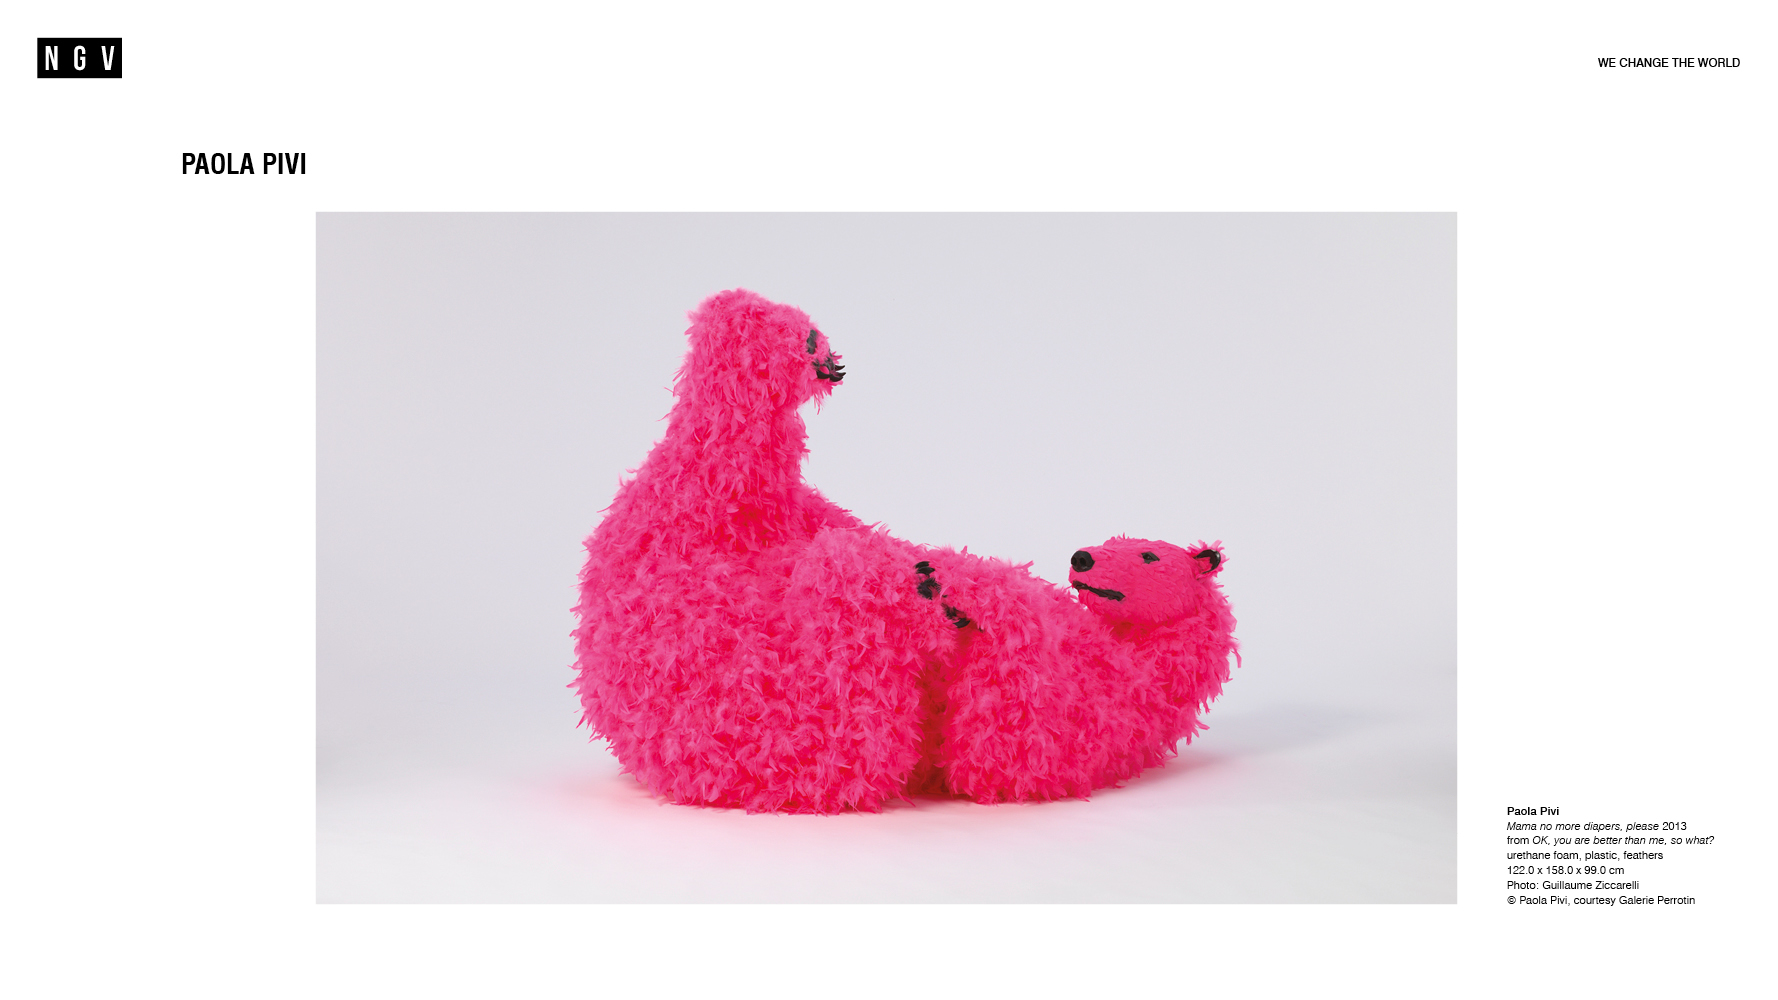 NGV
WE CHANGE THE WORLD
PAOLA PIVI
Paola Pivi
Mama no more diapers, please 2013
from OK, you are better than me, so what?
urethane foam, plastic, feathers
122.0 x 158.0 x 99.0 cm
Photo: Guillaume Ziccarelli
© Paola Pivi, courtesy Galerie Perrotin